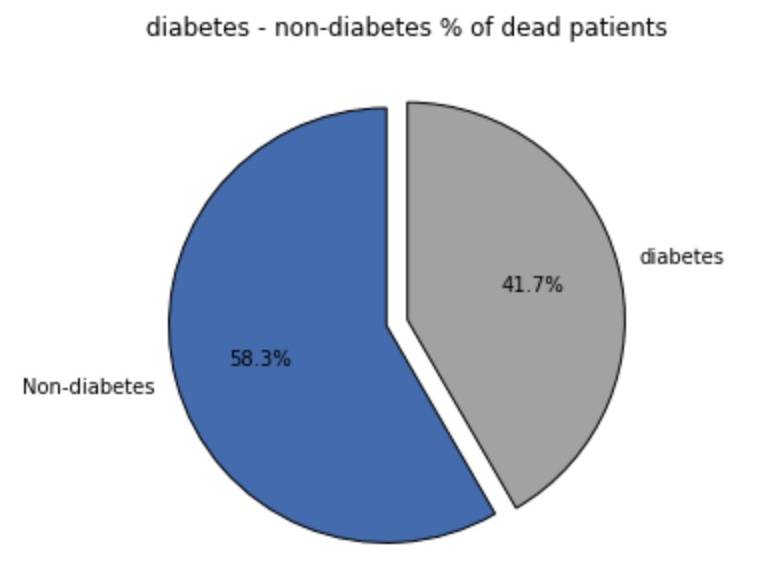 diabetes - non-diabetes % of dead patients
diabetes
41.7%
58.3%
Non-diabetes